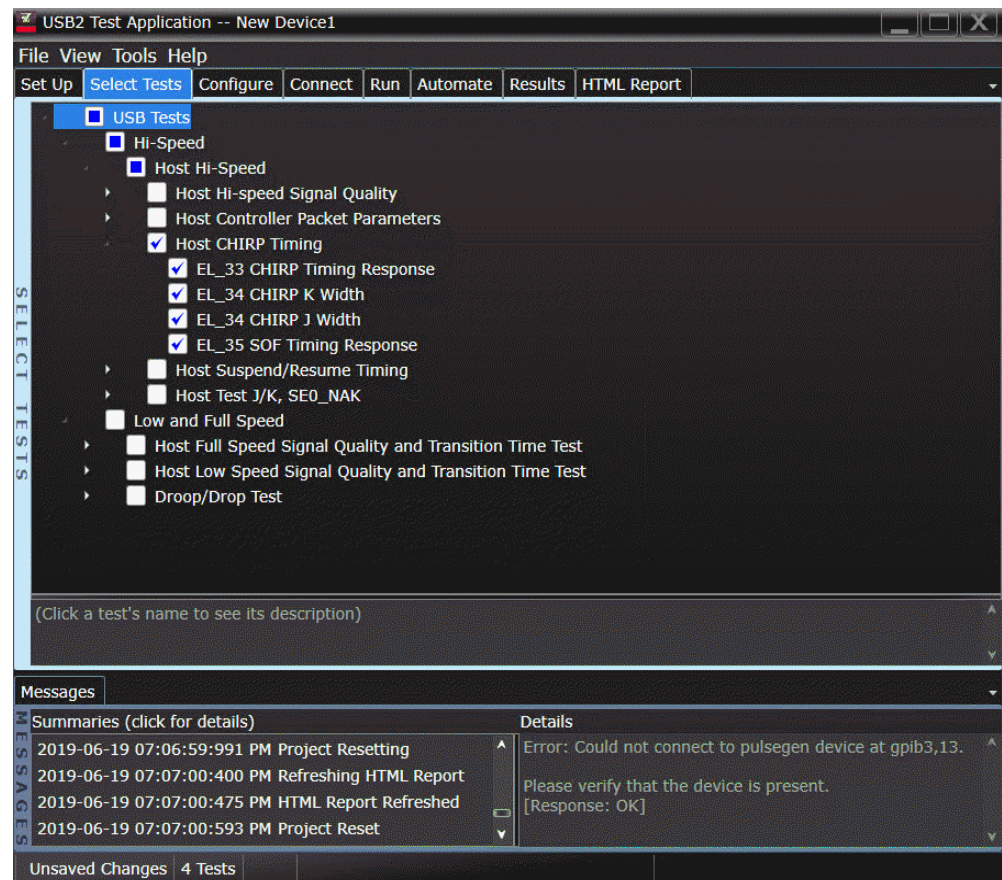 USB2 Test Application -- New Device1
File View Tools Help
Set Up Select Tests Configure Connect Run Automate Results HTML Report
SELECT TESTS
USB Tests
Hi-Speed
Host Hi-Speed
Host Hi-speed Signal Quality
Host Controller Packet Parameters
Host CHIRP Timing
EL_33 CHIRP Timing Response
EL_34 CHIRP K Width
EL_34 CHIRP J Width
EL_35 SOF Timing Response
Host Suspend/Resume Timing
Host Test J/K, SE0_NAK
Low and Full Speed
Host Full Speed Signal Quality and Transition Time Test
Host Low Speed Signal Quality and Transition Time Test
Droop/Drop Test
(Click a test's name to see its description)
Messages
MESSAGES
Summaries (click for details)
2019-06-19 07:06:59:991 PM Project Resetting
2019-06-19 07:07:00:400 PM Refreshing HTML Report
2019-06-19 07:07:00:475 PM HTML Report Refreshed
2019-06-19 07:07:00:593 PM Project Reset
Details
Error: Could not connect to pulsegen device at gpib3,13.
Please verify that the device is present.
[Response: OK]
Unsaved Changes 4 Tests